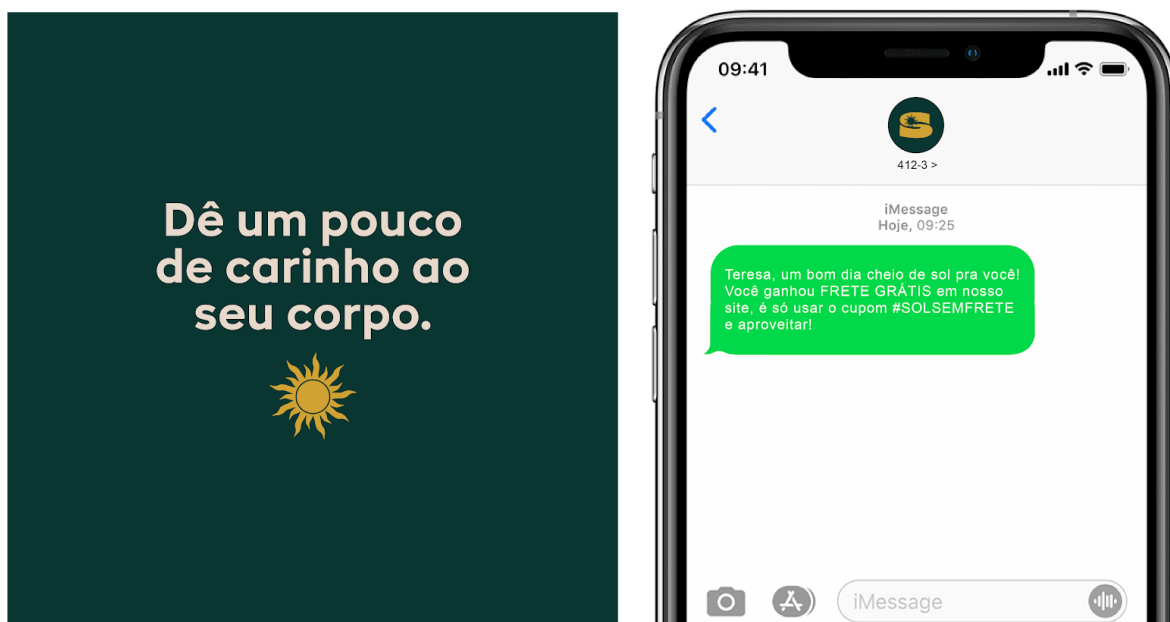 Dê um pouco
de carinho ao
seu corpo.
09:41
S
412-3 >
iMessage
Hoje, 09:25
Teresa, um bom dia cheio de sol pra você!
Você ganhou FRETE GRÁTIS em nosso
site, é só usar o cupom #SOLSEMFRETE
e aproveitar!
iMessage